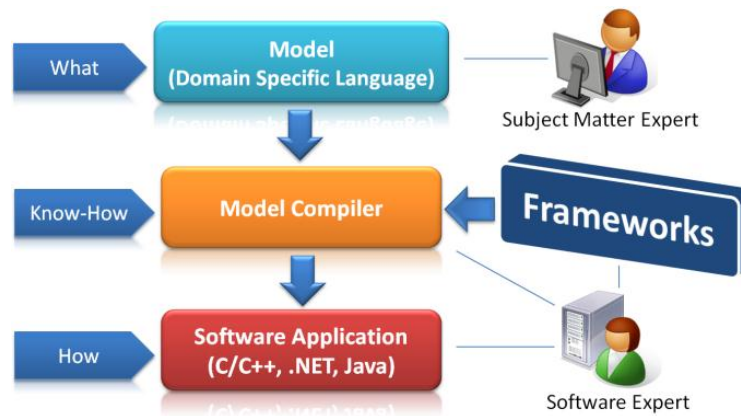 What
Model
(Domain Specific Language)
Subject Matter Expert
Know-How
Model Compiler
Frameworks
How
Software Application
(C/C++, .NET, Java)
Software Expert